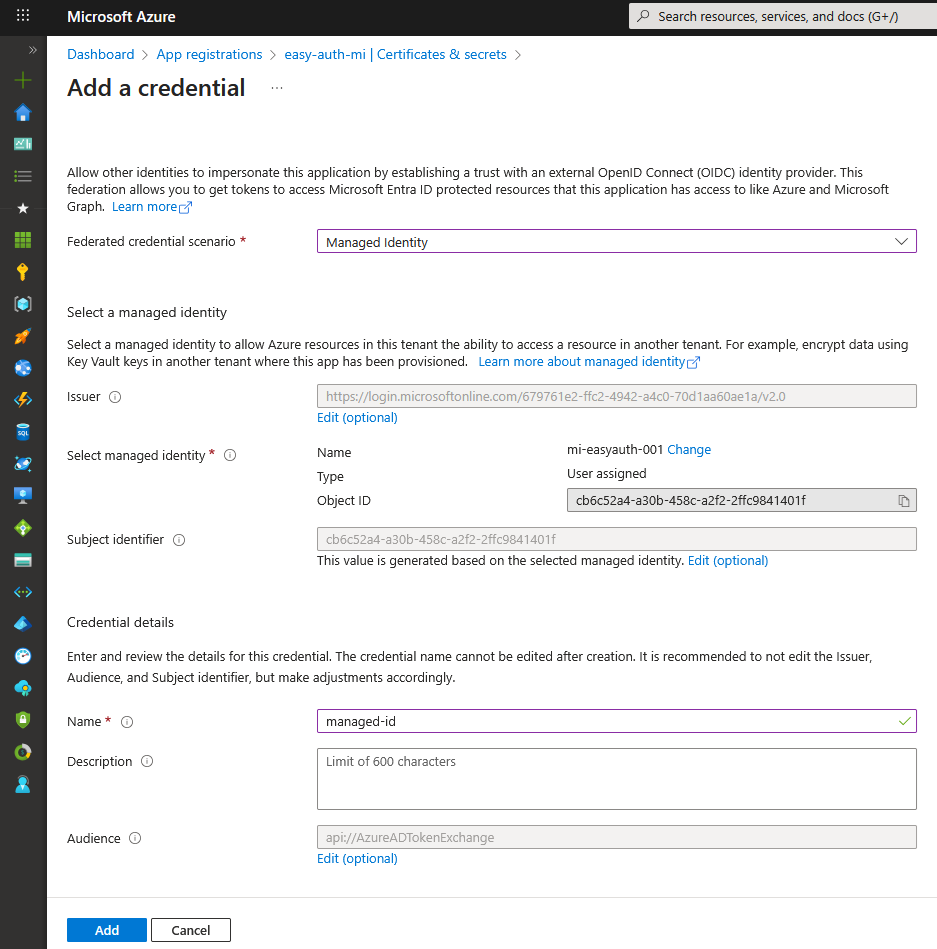 Microsoft Azure
Search resources, services, and docs (G+/)
Dashboard > App registrations > easy-auth-mi | Certificates & secrets >
Add a credential ...
Allow other identities to impersonate this application by establishing a trust with an external OpenID Connect (OIDC) identity provider. This
federation allows you to get tokens to access Microsoft Entra ID protected resources that this application has access to like Azure and Microsoft
Graph. Learn more
Federated credential scenario *
Managed Identity
Select a managed identity
Select a managed identity to allow Azure resources in this tenant the ability to access a resource in another tenant. For example, encrypt data using
Key Vault keys in another tenant where this app has been provisioned. Learn more about managed identity
Issuer
https://login.microsoftonline.com/679761e2-ffc2-4942-a4c0-70d1aa60ae1a/v2.0
Edit (optional)
Select managed identity *
Name
mi-easyauth-001 Change
Type
User assigned
Object ID
cb6c52a4-a30b-458c-a2f2-2ffc9841401f
Subject identifier
cb6c52a4-a30b-458c-a2f2-2ffc9841401f
This value is generated based on the selected managed identity. Edit (optional)
Credential details
Enter and review the details for this credential. The credential name cannot be edited after creation. It is recommended to not edit the Issuer,
Audience, and Subject identifier, but make adjustments accordingly.
Name *
managed-id
Description
Limit of 600 characters
Audience
api://AzureADTokenExchange
Edit (optional)
Add
Cancel
SQL